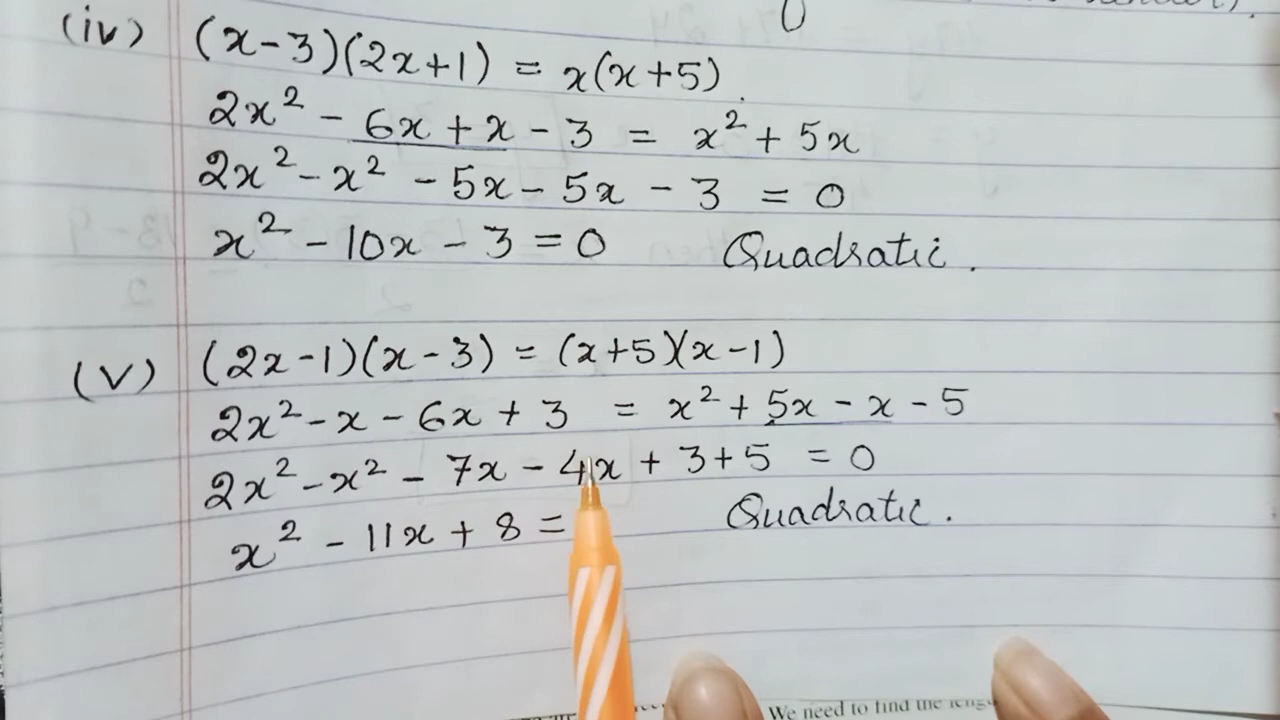 (iv) (x-3)(2x+1) = x(x+5)
2x² - 6x + x - 3 = x² + 5x
2x² - x² - 5x - 5x - 3 = 0
x² - 10x - 3 = 0 Quadratic.
(v) (2x-1)(x-3) = (x+5)(x-1)
2x² - x - 6x + 3 = x² + 5x - x - 5
2x² - x² - 7x - 4x + 3 + 5 = 0
x² - 11x + 8 = Quadratic.
We need to find the